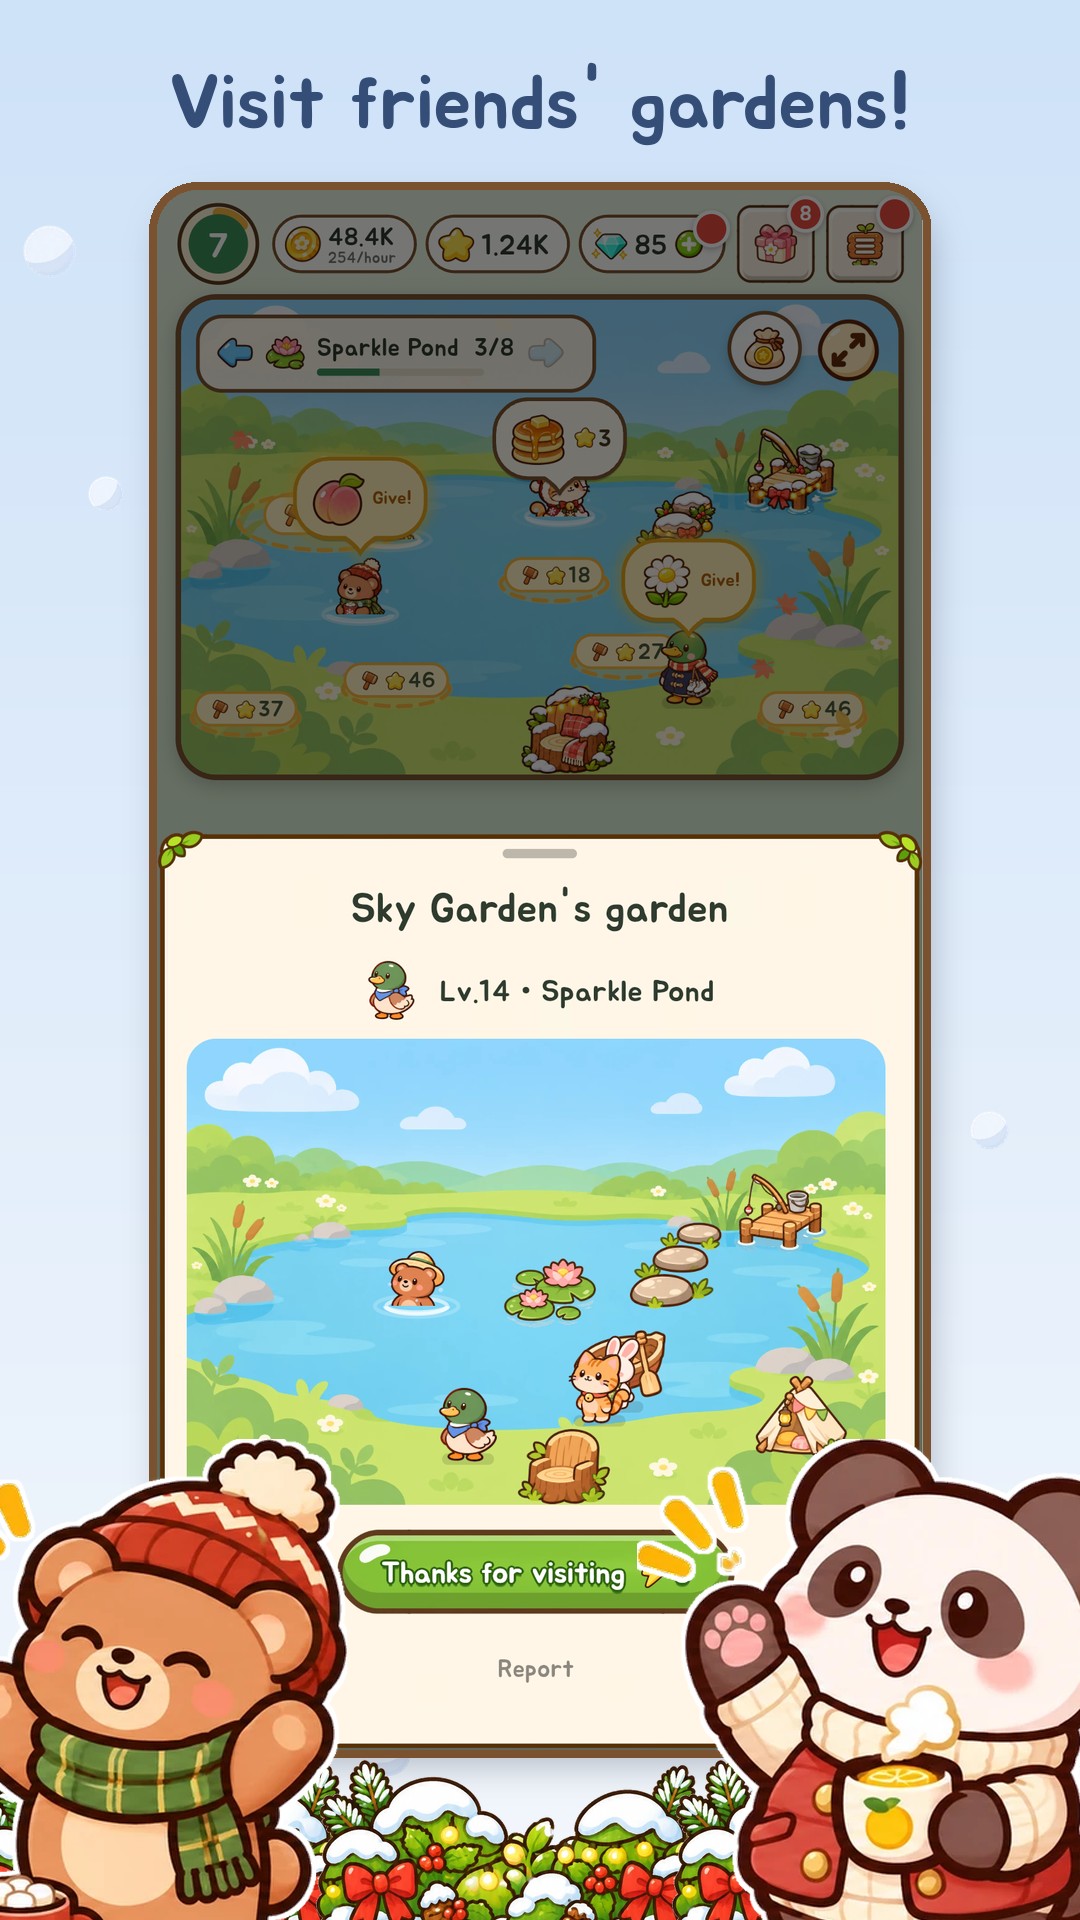 Visit friends' gardens!
7
48.4K
254/hour
1.24K
85
8
Sparkle Pond 3/8
3
Give!
18
Give!
27
46
37
46
Sky Garden's garden
Lv.14 • Sparkle Pond
Thanks for visiting
Report